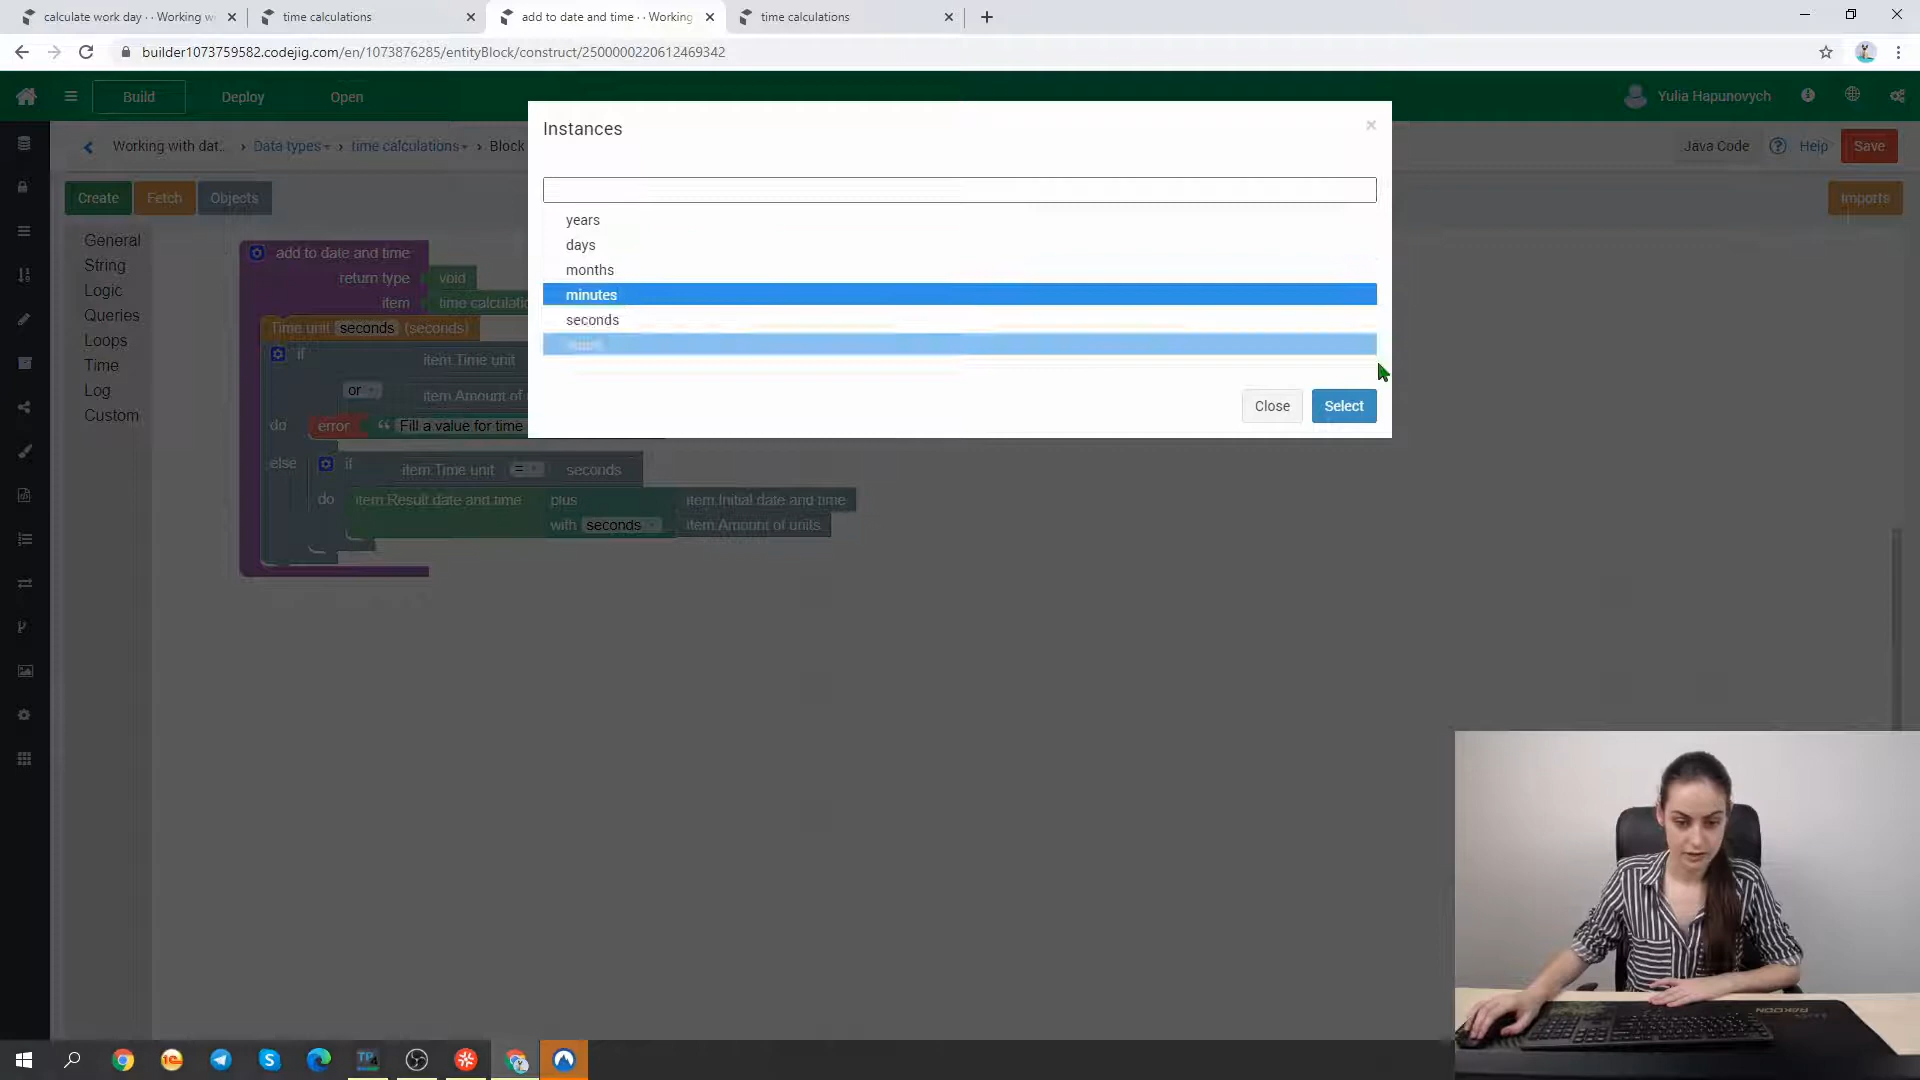 calculate work day · · Working w
time calculations
add to date and time · · Working
time calculations
builder1073759582.codejig.com/en/1073876285/entityBlock/construct/2500000220612469342
Build
Deploy
Open
Yulia Hapunovych
Working with dat...
Data types
time calculations
Block
Java Code
Help
Save
Create
Fetch
Objects
Imports
General
String
Logic
Queries
Loops
Time
Log
Custom
add to date and time
return type
void
item
time calculatio
Time unit seconds (seconds)
if
item.Time unit
or
item.Amount of
do
error
“ Fill a value for time
else
if
item.Time unit
=
seconds
do
item.Result date and time
plus
item.Initial date and time
with seconds
item.Amount of units
Instances
×
years
days
months
minutes
seconds
Close
Select